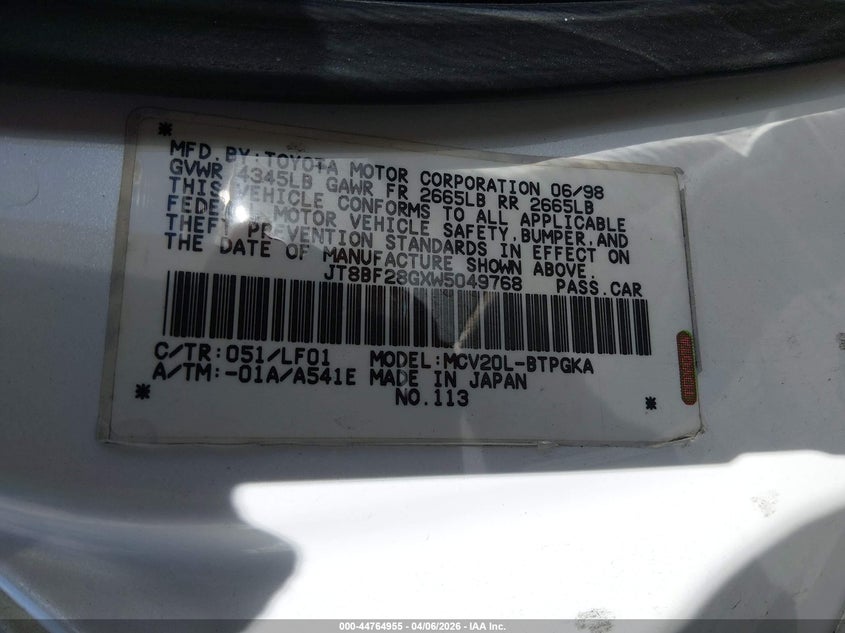 *
MFD.BY:TOYOTA MOTOR CORPORATION 06/98
GVWR 4345LB GAWR FR 2665LB RR 2665LB
THIS VEHICLE CONFORMS TO ALL APPLICABLE
FEDERAL MOTOR VEHICLE SAFETY,BUMPER,AND
THEFT PREVENTION STANDARDS IN EFFECT ON
THE DATE OF MANUFACTURE SHOWN ABOVE.
JT8BF28GXW5049768 PASS.CAR
C/TR:051/LF01 MODEL:MCV20L-BTPGKA
A/TM:-01A/A541E MADE IN JAPAN
* NO.113 *
000-44764955 | 04/06/2026 - IAA Inc.